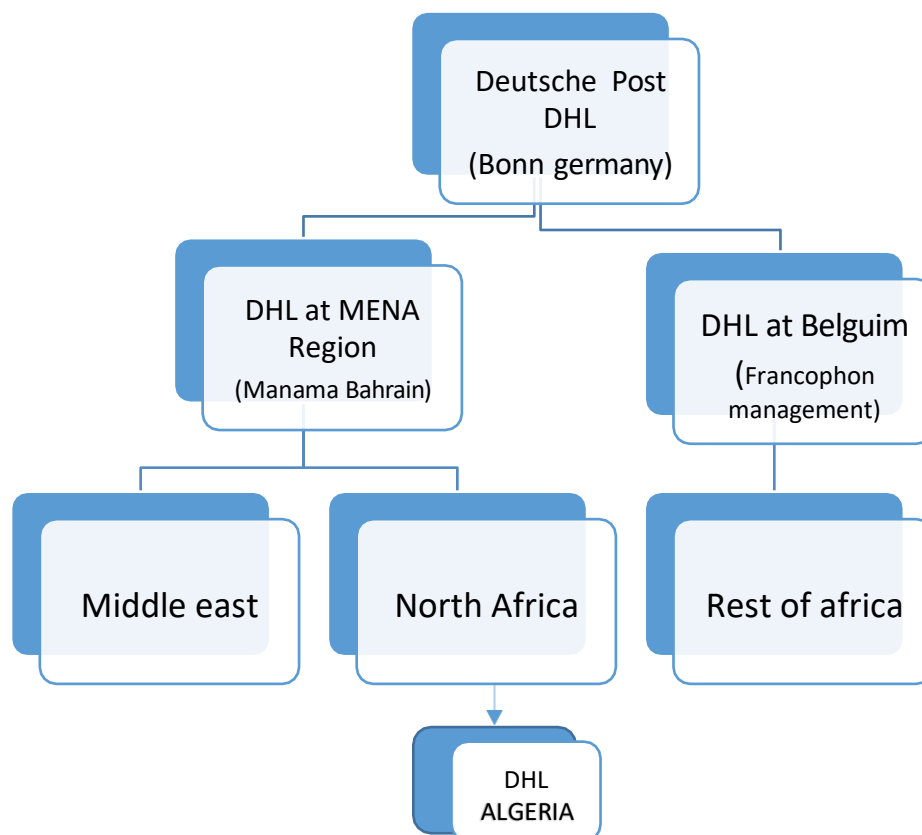 Deutsche Post
DHL
(Bonn germany)
DHL at MENA
Region
(Manama Bahrain)
DHL at Belguim
(Francophon
management)
Middle east
North Africa
Rest of africa
DHL
ALGERIA